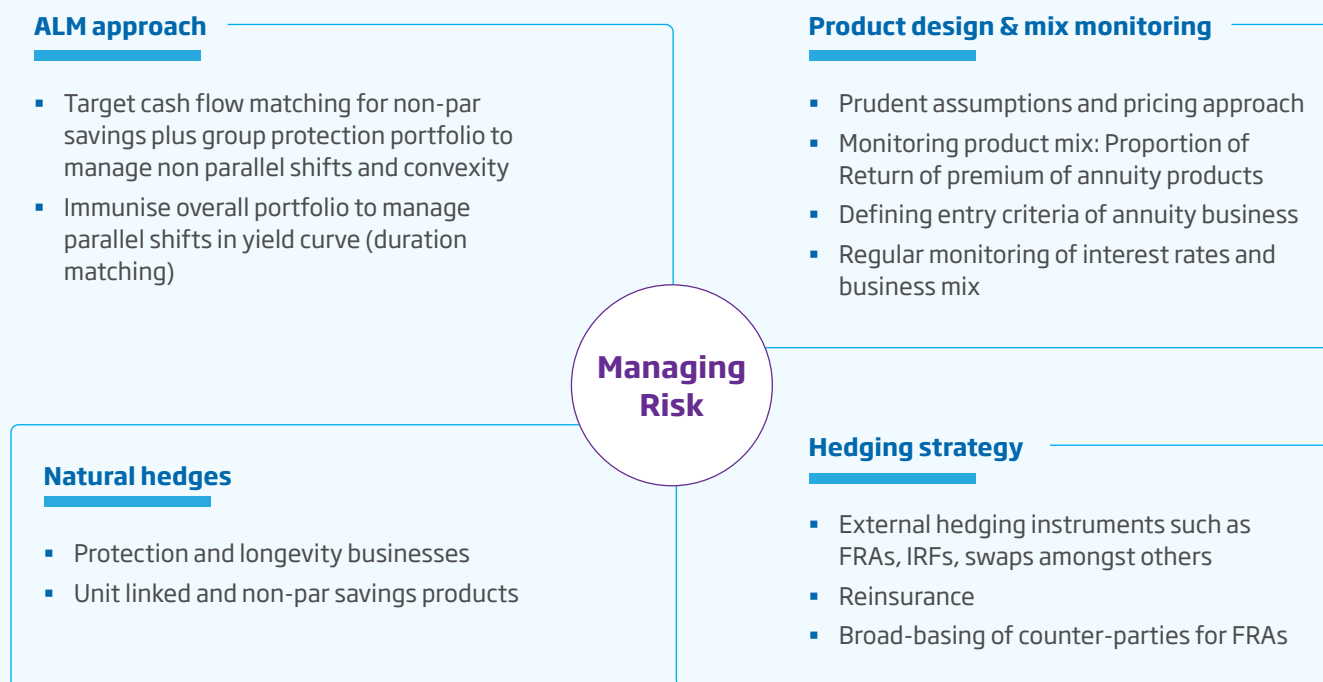 ALM approach
▪ Target cash flow matching for non-par
savings plus group protection portfolio to
manage non parallel shifts and convexity
▪ Immunise overall portfolio to manage
parallel shifts in yield curve (duration
matching)
Product design & mix monitoring
▪ Prudent assumptions and pricing approach
▪ Monitoring product mix: Proportion of
Return of premium of annuity products
▪ Defining entry criteria of annuity business
▪ Regular monitoring of interest rates and
business mix
Managing
Risk
Natural hedges
▪ Protection and longevity businesses
▪ Unit linked and non-par savings products
Hedging strategy
▪ External hedging instruments such as
FRAs, IRFs, swaps amongst others
▪ Reinsurance
▪ Broad-basing of counter-parties for FRAs